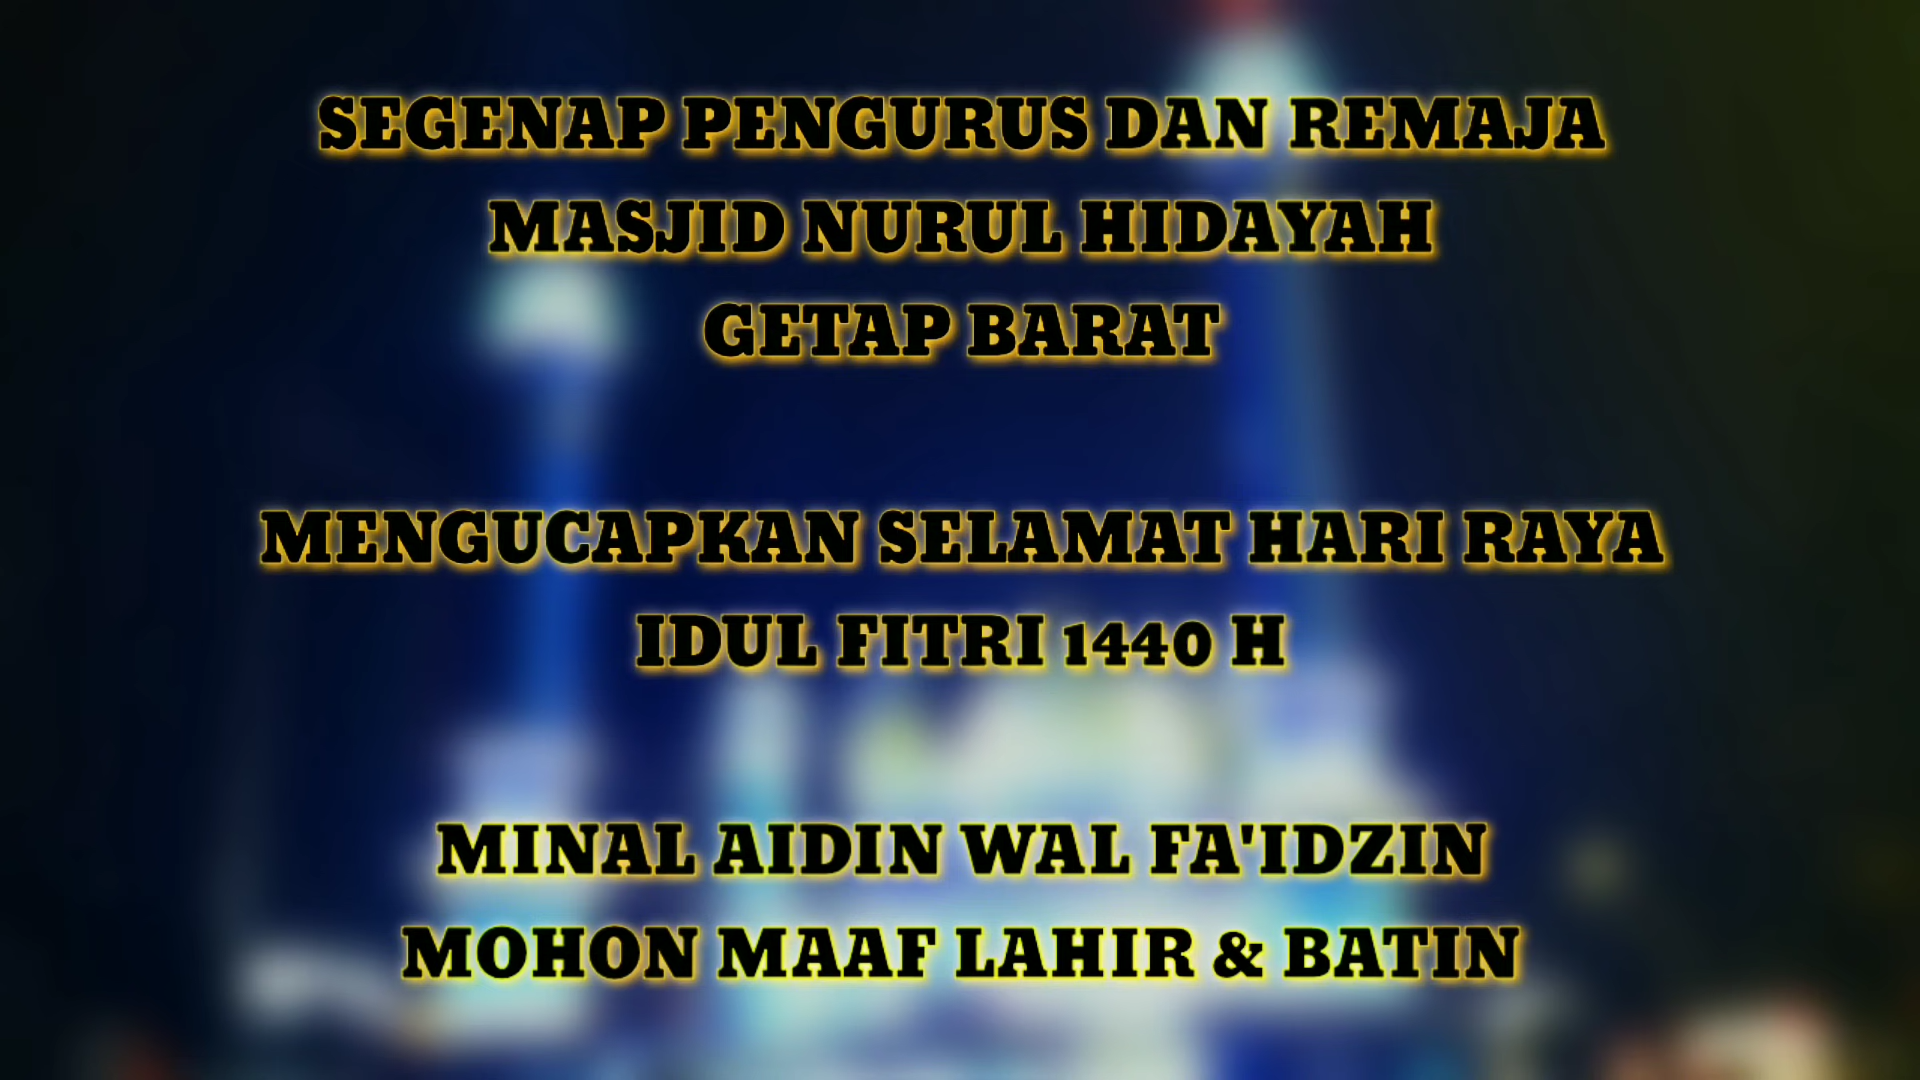 SEGENAP PENGURUS DAN REMAJA
MASJID NURUL HIDAYAH
GETAP BARAT
MENGUCAPKAN SELAMAT HARI RAYA
IDUL FITRI 1440 H
MINAL AIDIN WAL FA'IDZIN
MOHON MAAF LAHIR & BATIN